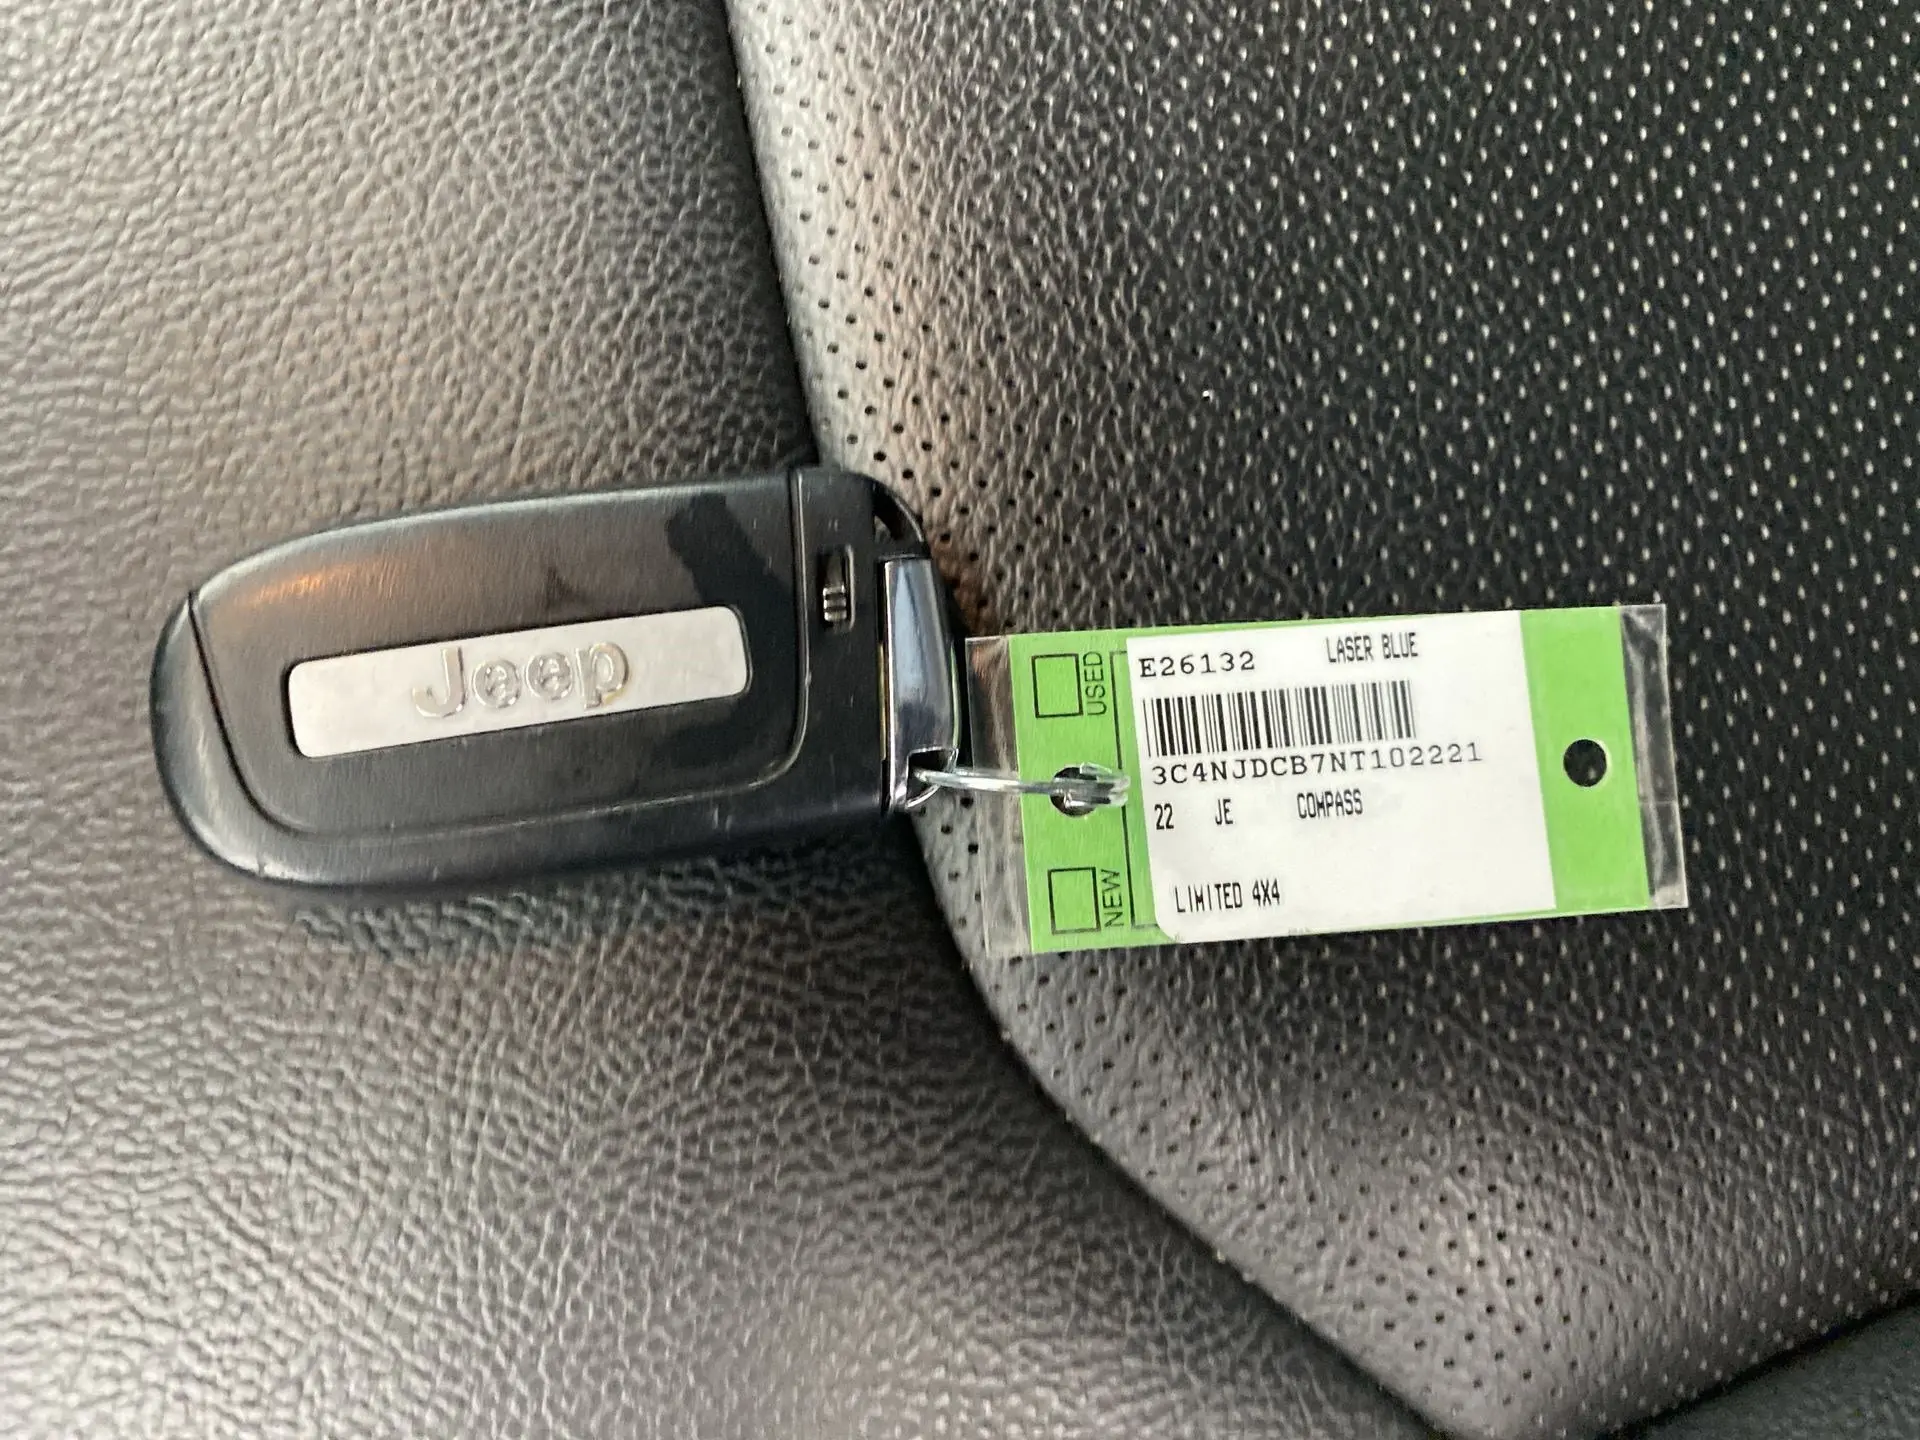 Jeep
USED
NEW
E26132 LASER BLUE
3C4NJDCB7NT102221
22 JE COMPASS
LIMITED 4X4